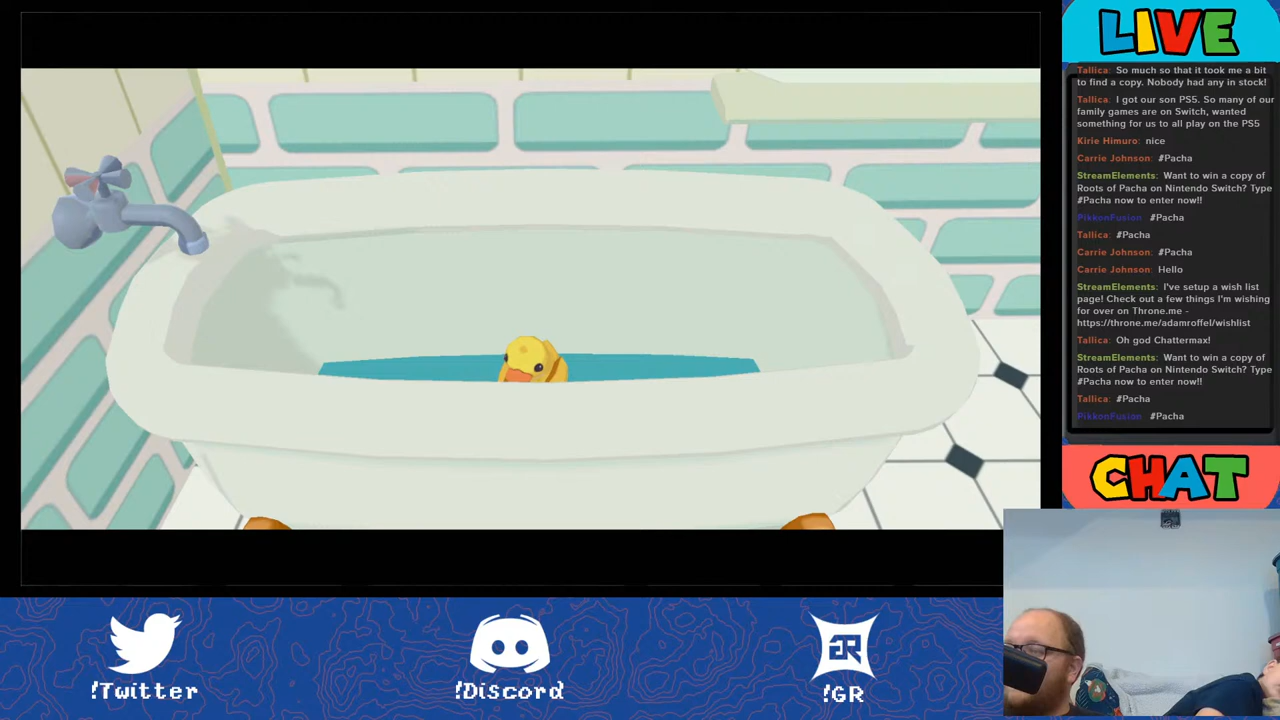 LIVE
Tallica: So much so that it took me a bit
to find a copy. Nobody had any in stock!
Tallica: I got our son PS5. So many of our
family games are on Switch, wanted
something for us to all play on the PS5
Kirie Himuro: nice
Carrie Johnson: #Pacha
StreamElements: Want to win a copy of
Roots of Pacha on Nintendo Switch? Type
#Pacha now to enter now!!
PikkonFusion #Pacha
Tallica: #Pacha
Carrie Johnson: #Pacha
Carrie Johnson: Hello
StreamElements: I've setup a wish list
page! Check out a few things I'm wishing
for over on Throne.me -
https://throne.me/adamroffel/wishlist
Tallica: Oh god Chattermax!
StreamElements: Want to win a copy of
Roots of Pacha on Nintendo Switch? Type
#Pacha now to enter now!!
Tallica: #Pacha
PikkonFusion #Pacha
CHAT
GR
!Twitter
!Discord
!GR